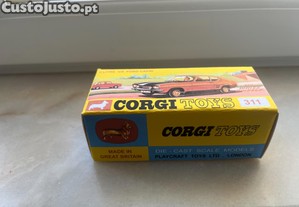 CustoJusto.pt
CORGI TOYS
311
CORGI TOYS
MADE IN
GREAT BRITAIN
DIE-CAST SCALE MODELS
PLAYCRAFT TOYS LTD. LONDON